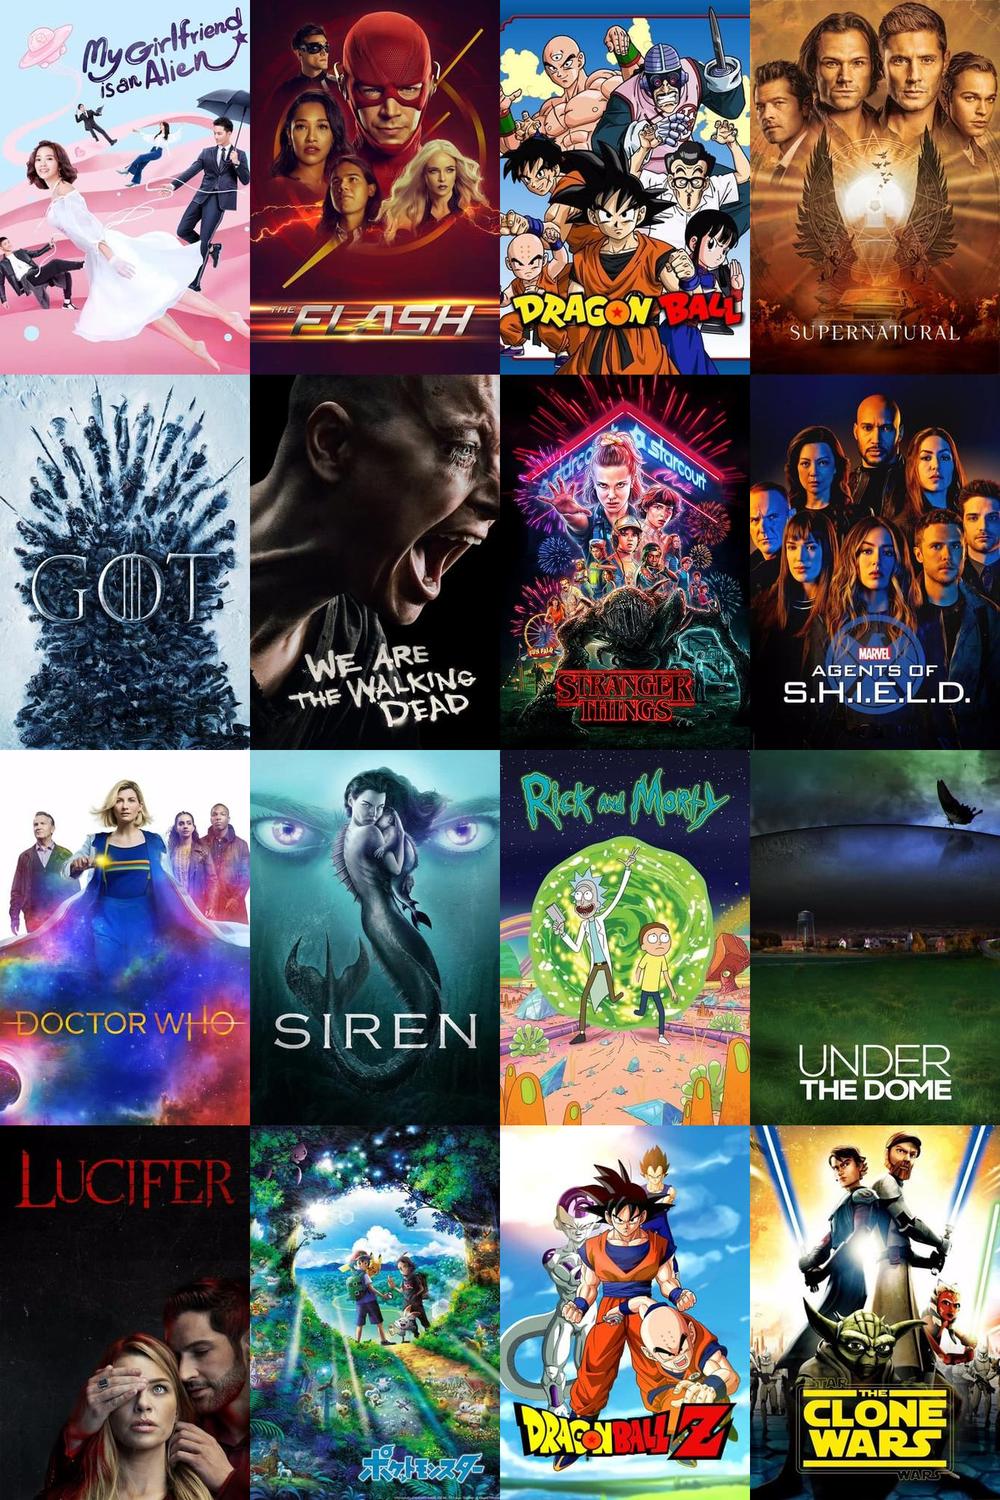 My Girlfriend
is an Alien
THE FLASH
DRAGON BALL
SUPERNATURAL
GOT
WE ARE
THE WALKING
DEAD
starcourt
STRANGER
THINGS
MARVEL
AGENTS OF
S.H.I.E.L.D.
DOCTOR WHO
SIREN
RICK AND MORTY
UNDER
THE DOME
LUCIFER
ポケットモンスター
DRAGON BALL Z
STAR
THE
CLONE
WARS
WARS